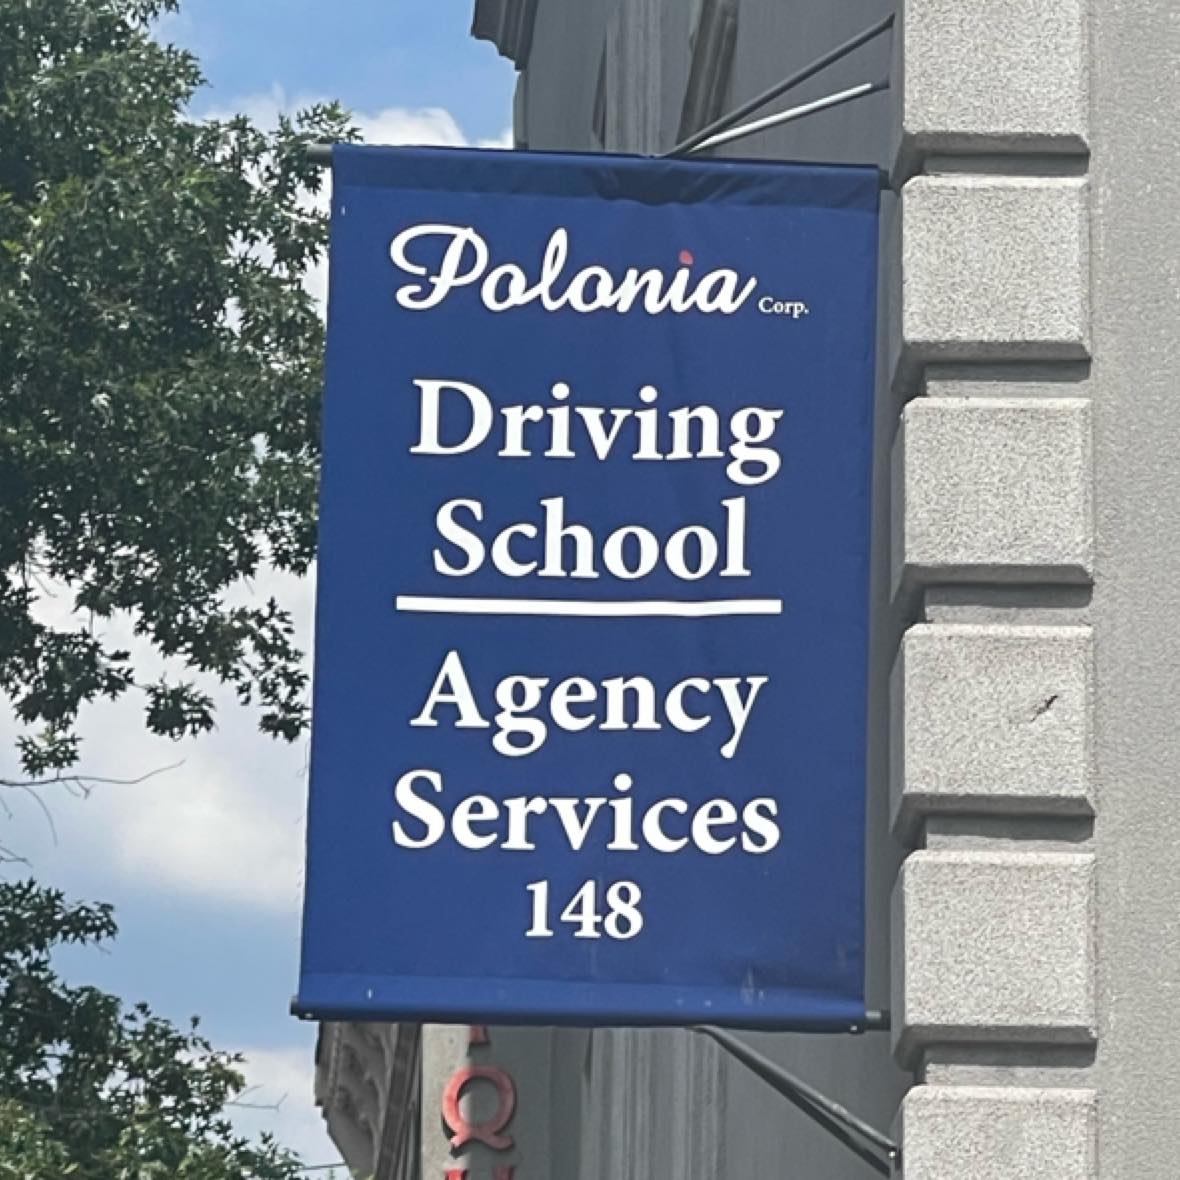 Polonia Corp.
Driving
School
Agency
Services
148
Q